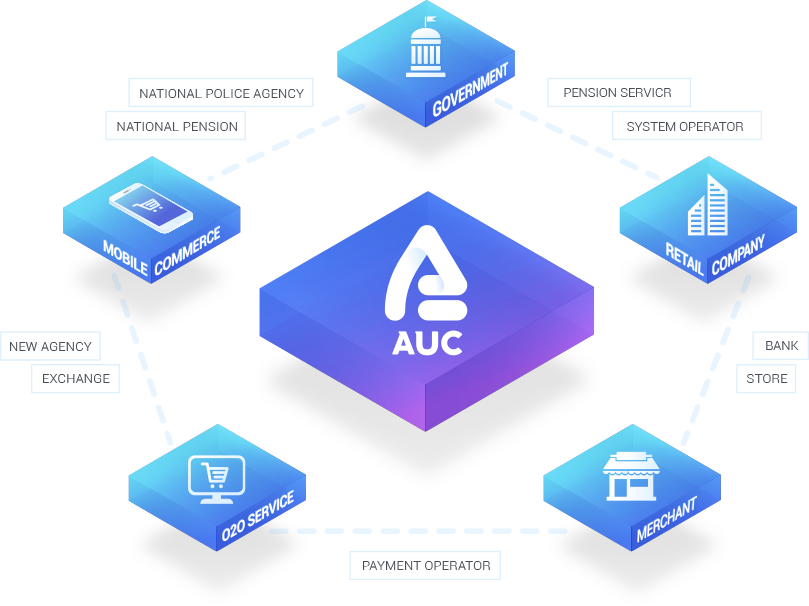 GOVERNMENT
NATIONAL POLICE AGENCY
PENSION SERVICR
NATIONAL PENSION
SYSTEM OPERATOR
MOBILE COMMERCE
RETAIL COMPANY
AUC
NEW AGENCY
BANK
EXCHANGE
STORE
O2O SERVICE
MERCHANT
PAYMENT OPERATOR